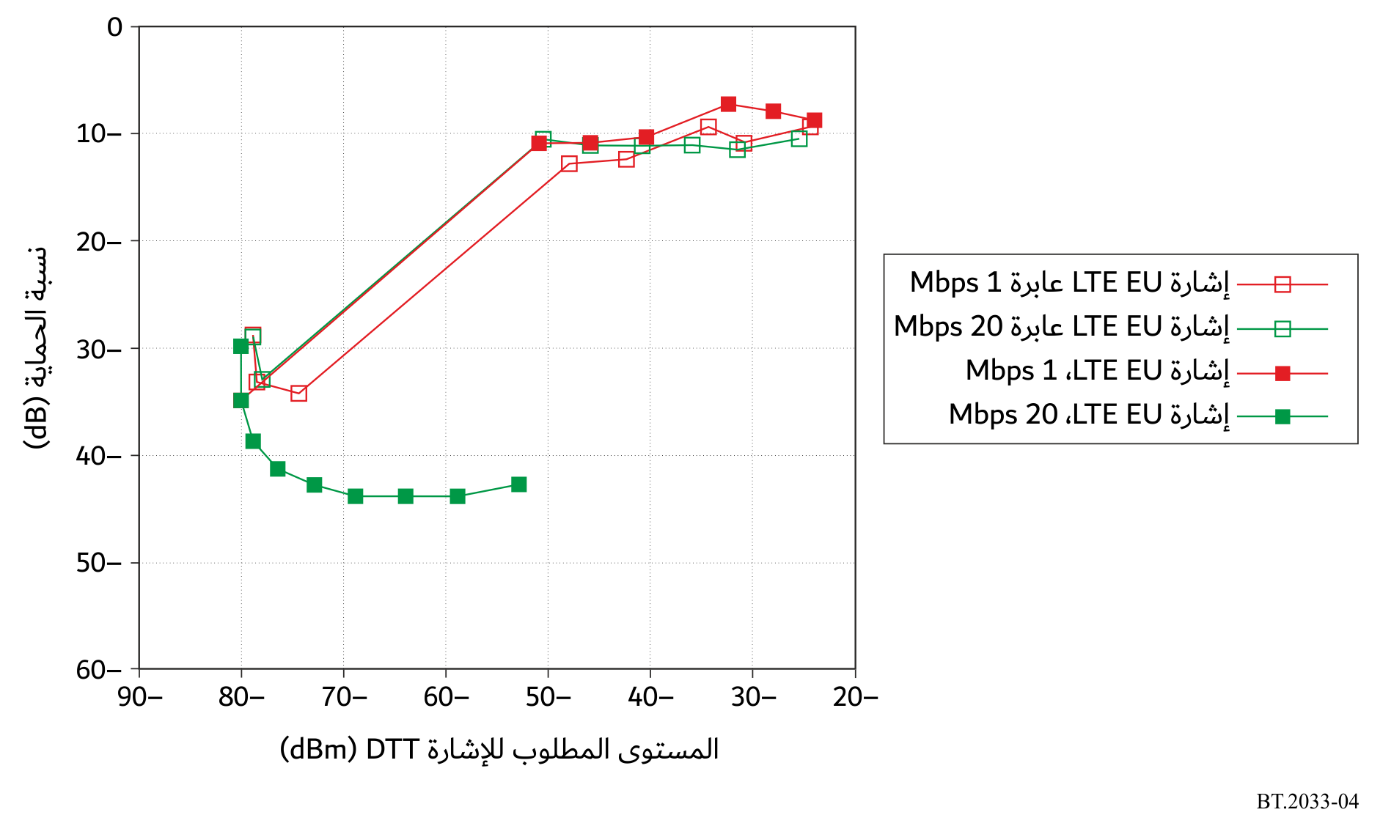 0
10–
20–
30–
40–
50–
60–
90–
80–
70–
60–
50–
40–
30–
20–
نسبة الحماية (dB)
المستوى المطلوب للإشارة DTT (dBm)
إشارة LTE EU عابرة 1 Mbps
إشارة LTE EU عابرة 20 Mbps
إشارة LTE EU، 1 Mbps
إشارة LTE EU، 20 Mbps
BT.2033-04